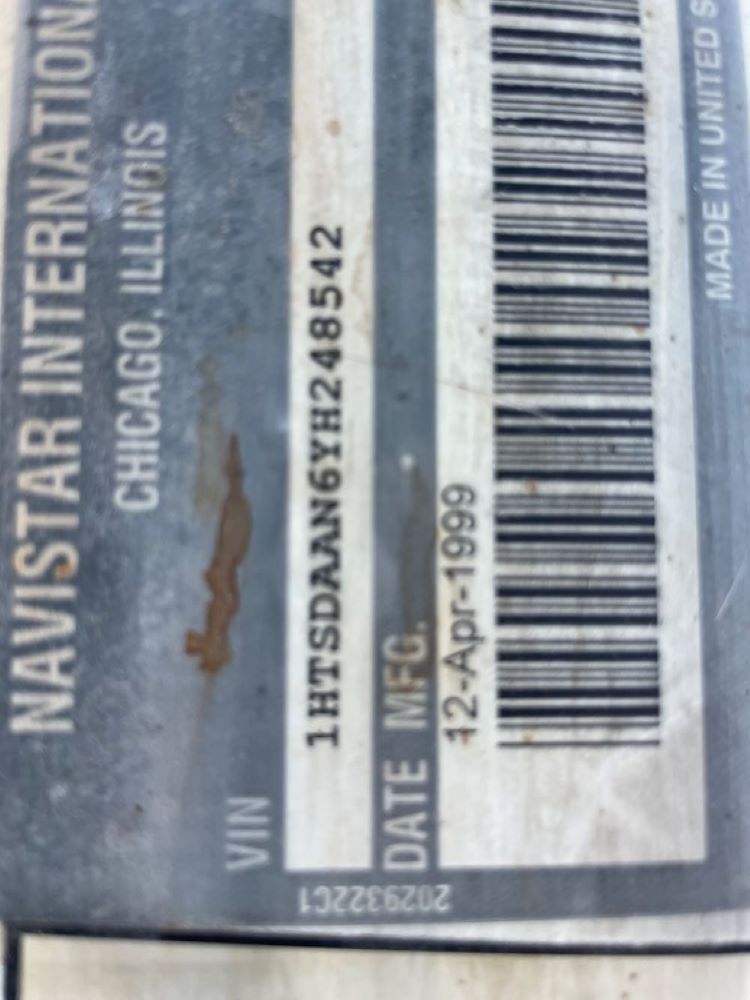 NAVISTAR INTERNATIONA
CHICAGO, ILLINOIS
VIN
1HTSDAAN6YH248542
DATE MFG.
12-Apr-1999
MADE IN UNITED S
2029322C1